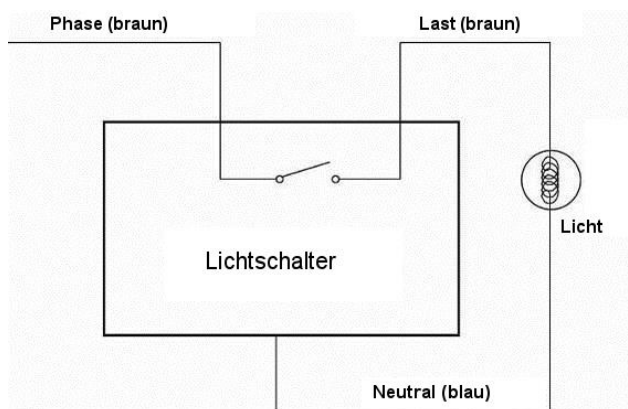 Phase (braun)
Last (braun)
Licht
Lichtschalter
Neutral (blau)